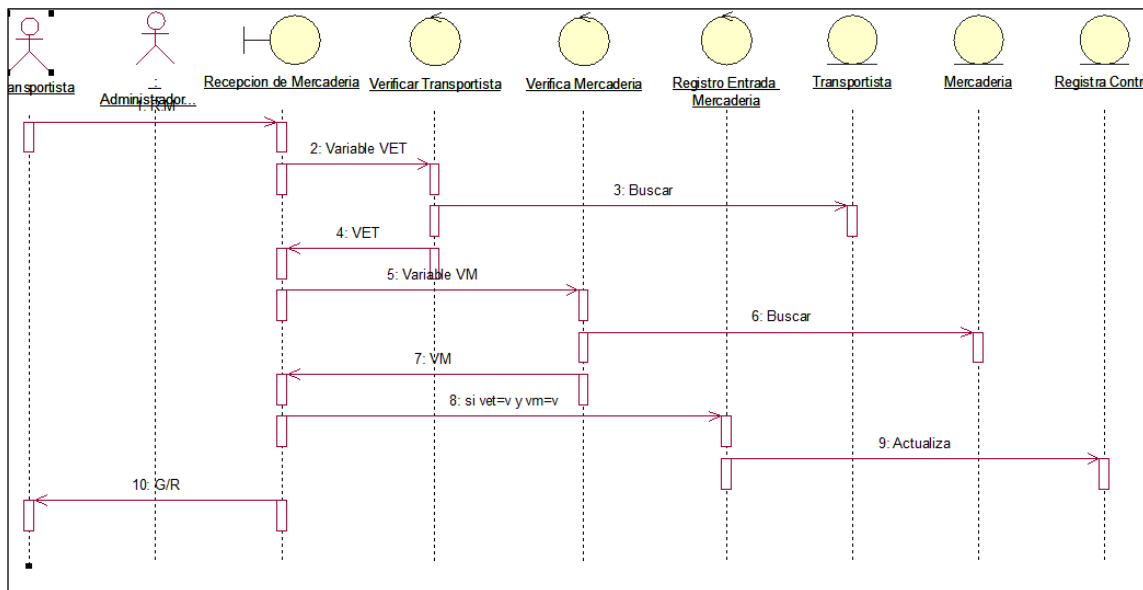 ansportista
:
Administrador...
Recepcion de Mercaderia
Verificar Transportista
Verifica Mercaderia
Registro Entrada
Mercaderia
Transportista
Mercaderia
Registra Contr
1: R.M
2: Variable VET
3: Buscar
4: VET
5: Variable VM
6: Buscar
7: VM
8: si vet=v y vm=v
9: Actualiza
10: G/R